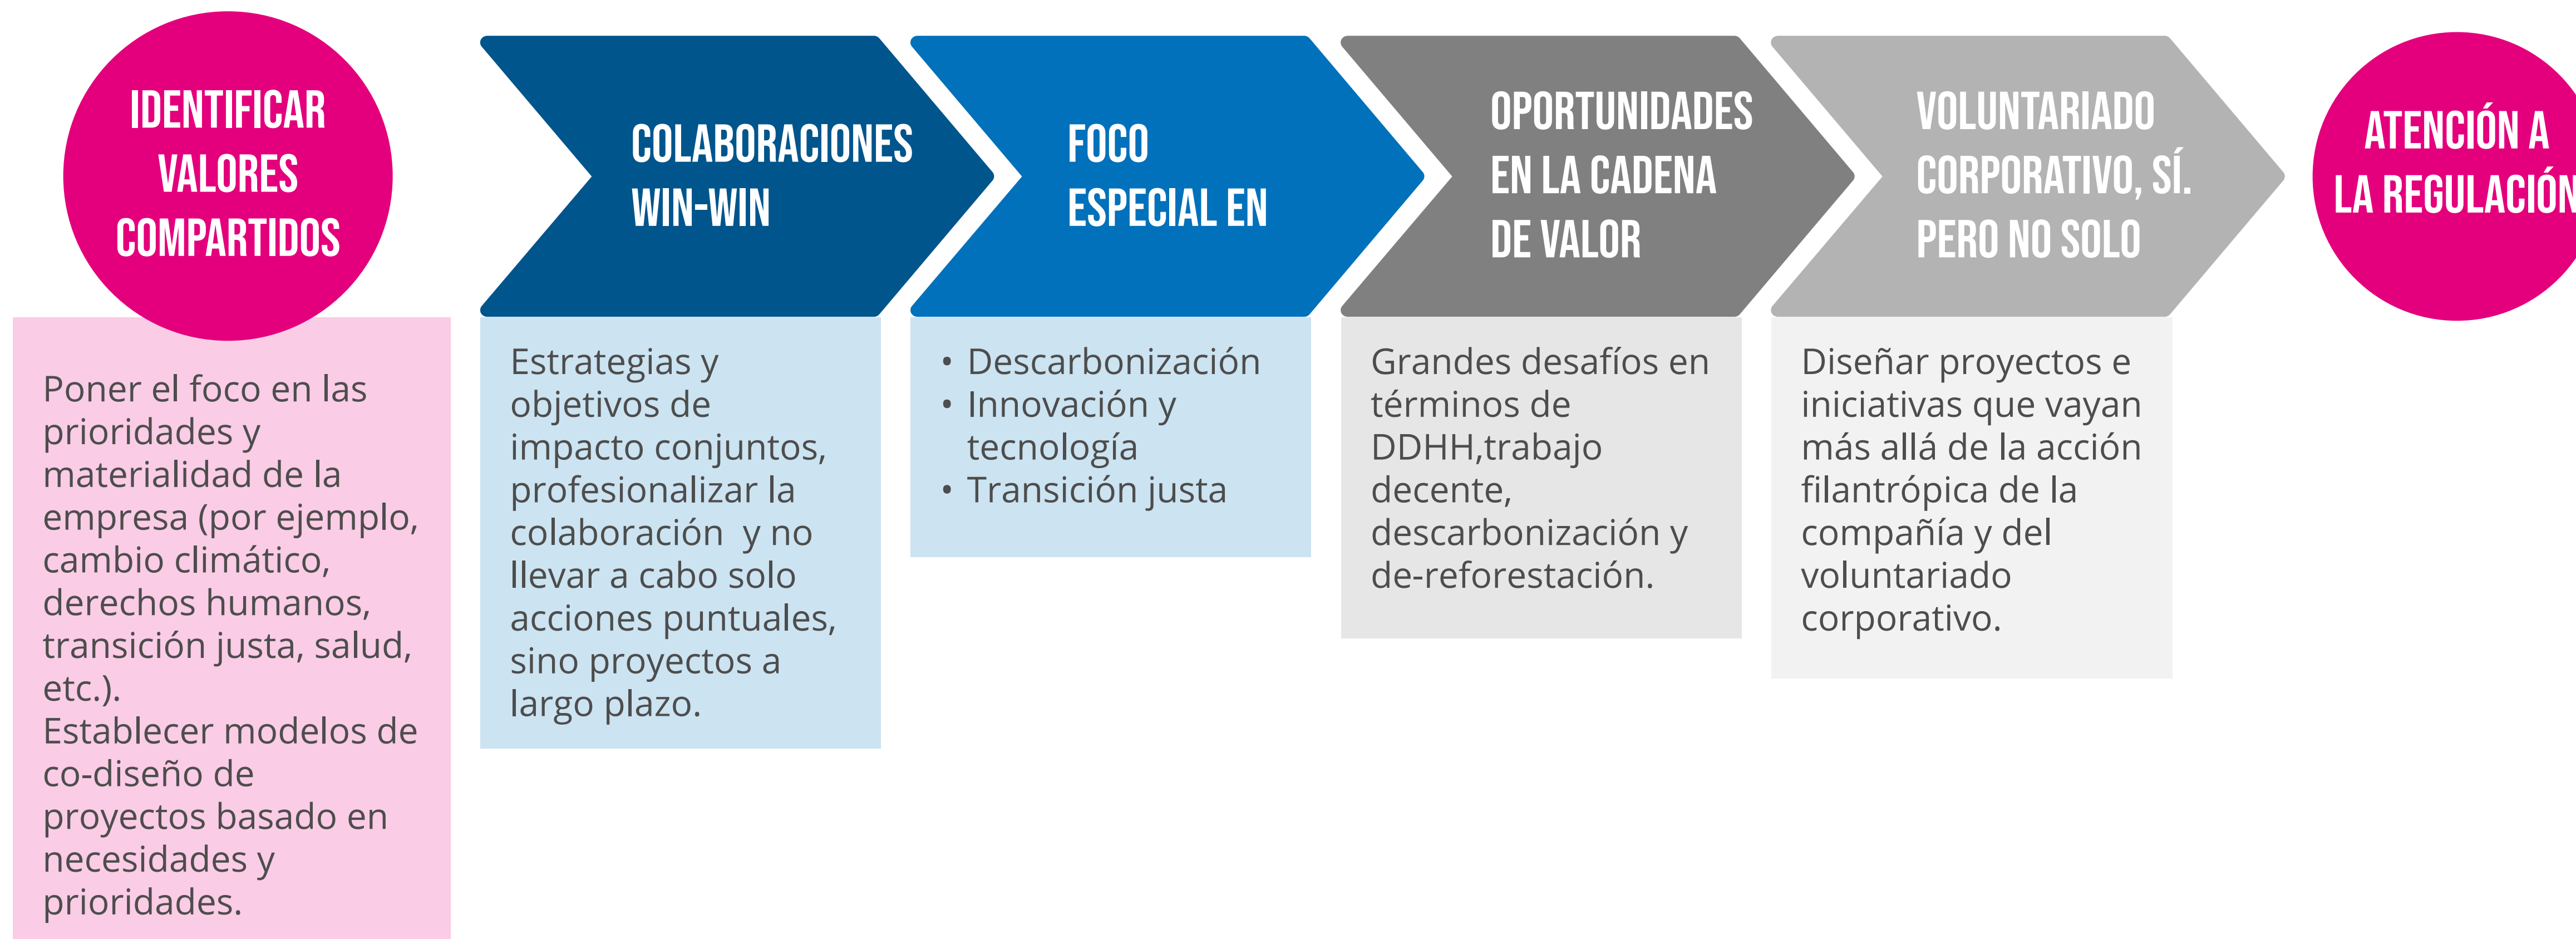 IDENTIFICAR
VALORES
COMPARTIDOS
Poner el foco en las
prioridades y
materialidad de la
empresa (por ejemplo,
cambio climático,
derechos humanos,
transición justa, salud,
etc.).
Establecer modelos de
co-diseño de
proyectos basado en
necesidades y
prioridades.
COLABORACIONES
WIN-WIN
Estrategias y
objetivos de
impacto conjuntos,
profesionalizar la
colaboración  y no
llevar a cabo solo
acciones puntuales,
sino proyectos a
largo plazo.
FOCO
ESPECIAL EN
• Descarbonización
• Innovación y
tecnología
• Transición justa
OPORTUNIDADES
EN LA CADENA
DE VALOR
Grandes desafíos en
términos de
DDHH,trabajo
decente,
descarbonización y
de-reforestación.
VOLUNTARIADO
CORPORATIVO, SÍ.
PERO NO SOLO
Diseñar proyectos e
iniciativas que vayan
más allá de la acción
filantrópica de la
compañía y del
voluntariado
corporativo.
ATENCIÓN A
LA REGULACIÓN